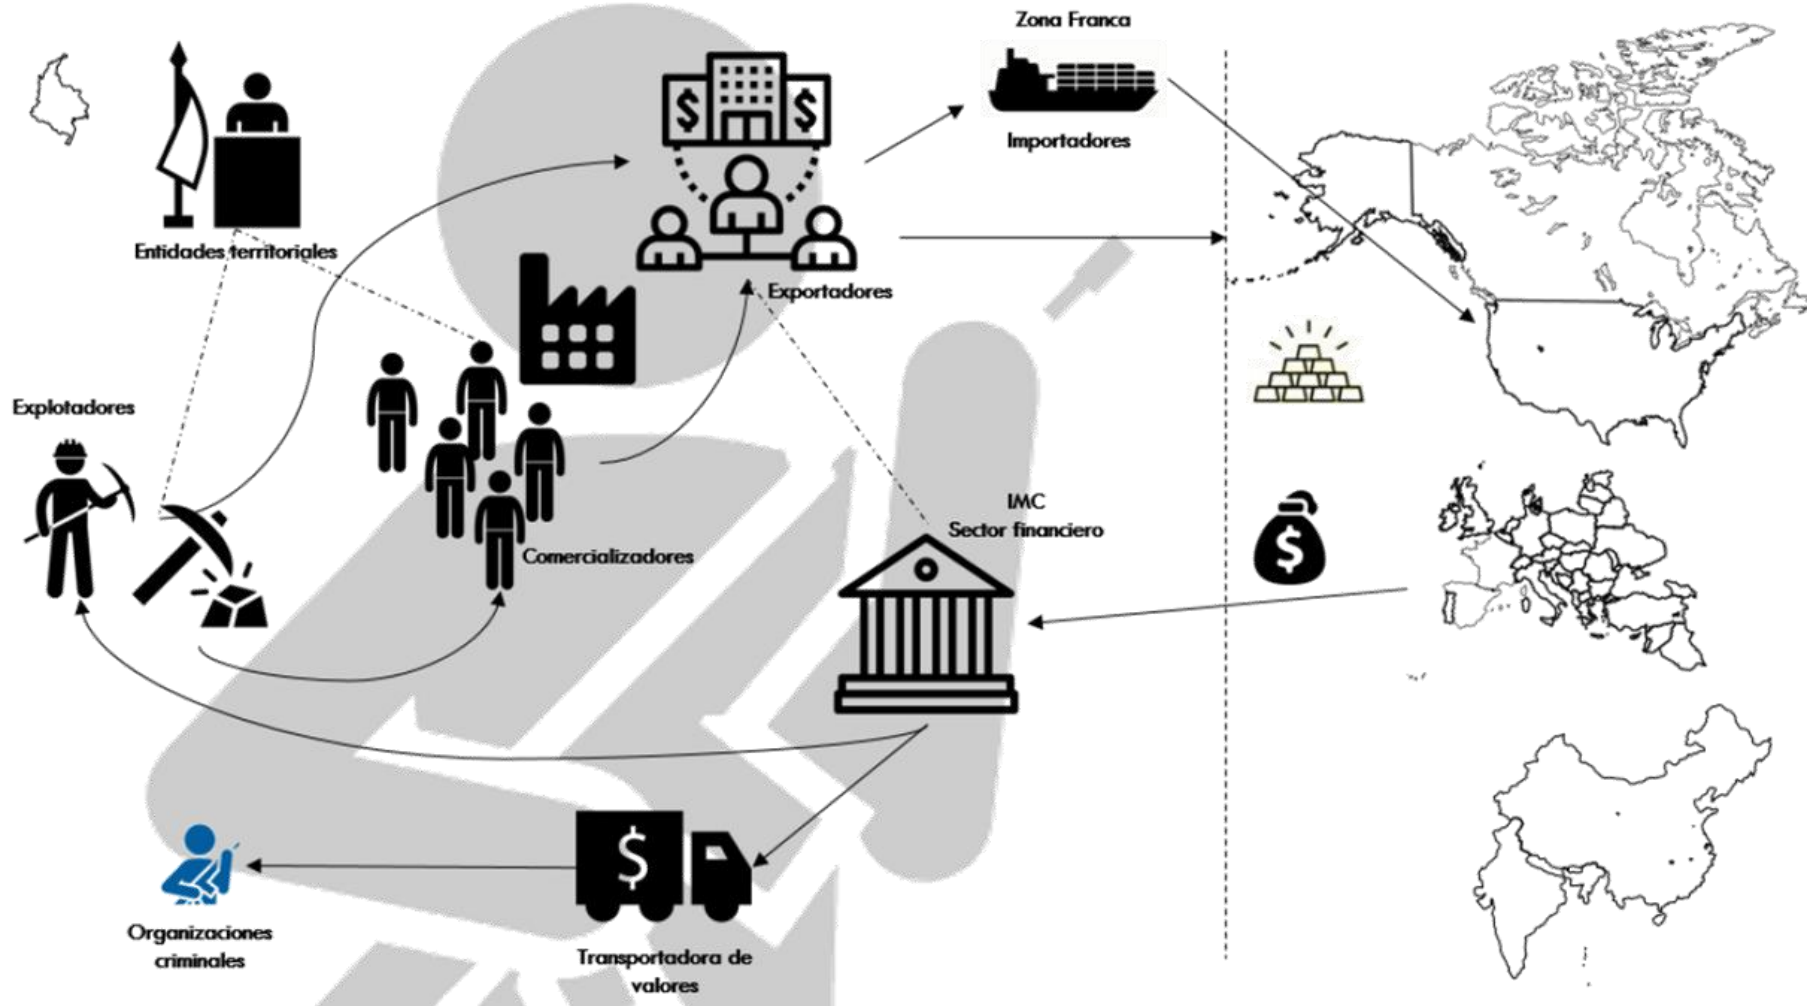 Zona Franca
Importadores
Entidades territoriales
Exportadores
Explotadores
Comercializadores
IMC
Sector financiero
$ $
$
$
Organizaciones
criminales
Transportadora de
valores